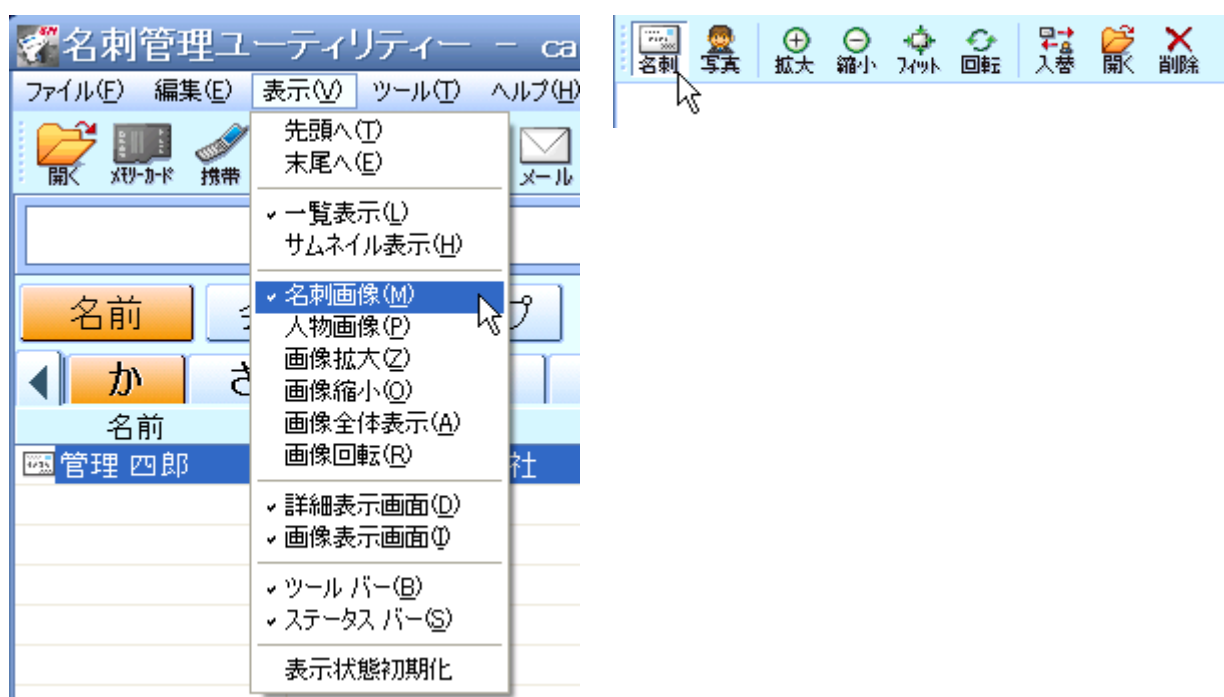 名刺管理ユーティリティー － ca
ファイル(F) 編集(E) 表示(V) ツール(T) ヘルプ(H)
開く メモリーカード 携帯 メール
先頭へ(T)
末尾へ(E)
一覧表示(L)
サムネイル表示(H)
名刺画像(M)
人物画像(P)
画像拡大(Z)
画像縮小(O)
画像全体表示(A)
画像回転(R)
詳細表示画面(D)
画像表示画面(I)
ツール バー(B)
ステータス バー(S)
表示状態初期化
名前 プ
か さ
名前
管理 四郎 社
名刺 写真 拡大 縮小 フィット 回転 入替 開く 削除